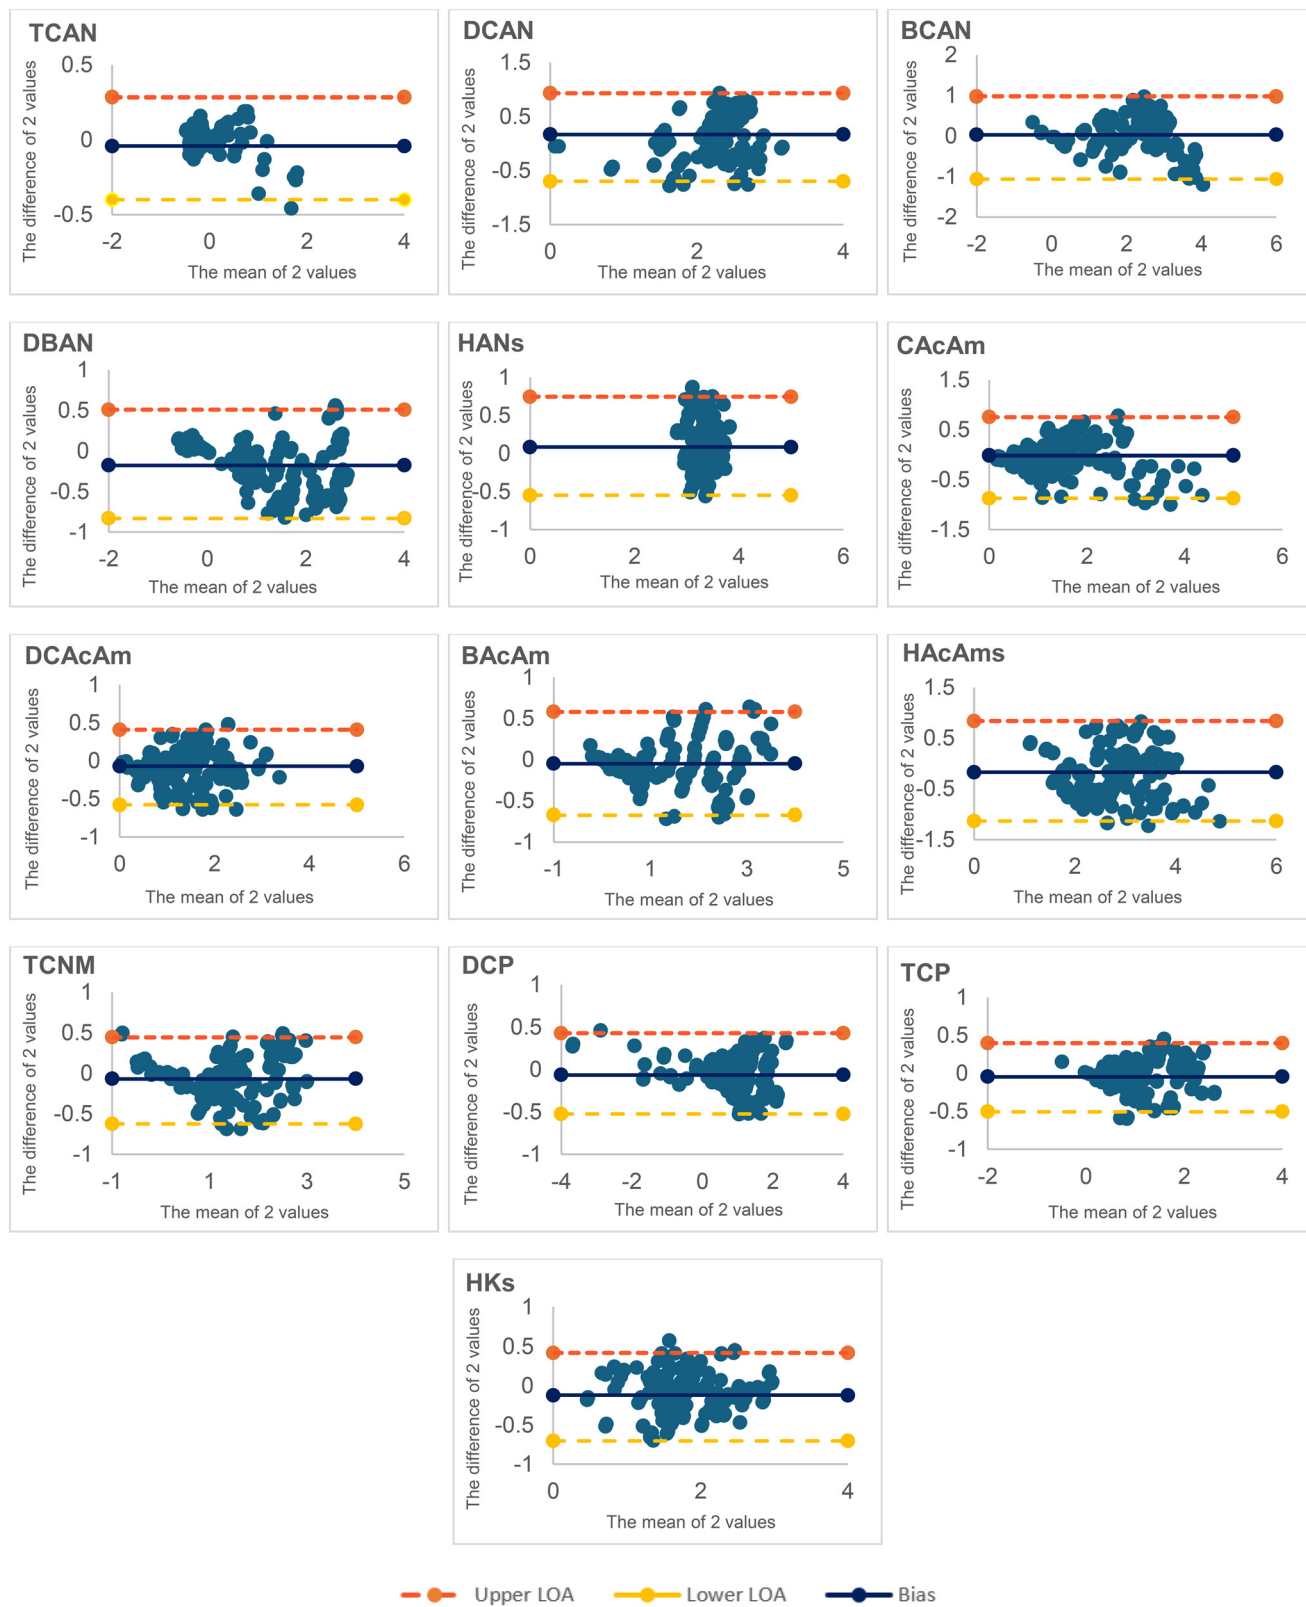 TCAN
The difference of 2 values
0.5
0
-0.5
-2 0 2 4
The mean of 2 values
DCAN
The difference of 2 values
1.5
0.5
-0.5
-1.5
0 2 4
The mean of 2 values
BCAN
The difference of 2 values
2
1
0
-1
-2
-2 0 2 4 6
The mean of 2 values
DBAN
The difference of 2 values
1
0.5
0
-0.5
-1
-2 0 2 4
The mean of 2 values
HANs
The difference of 2 values
1
0.5
0
-0.5
-1
0 2 4 6
The mean of 2 values
CAcAm
The difference of 2 values
1.5
0.5
-0.5
-1.5
0 2 4 6
The mean of 2 values
DCAcAm
The difference of 2 values
1
0.5
0
-0.5
-1
0 2 4 6
The mean of 2 values
BAcAm
The difference of 2 values
1
0.5
0
-0.5
-1
-1 1 3 5
The mean of 2 values
HAcAms
The difference of 2 values
1.5
0.5
-0.5
-1.5
0 2 4 6
The mean of 2 values
TCNM
The difference of 2 values
1
0.5
0
-0.5
-1
-1 1 3 5
The mean of 2 values
DCP
The difference of 2 values
1
0.5
0
-0.5
-1
-4 -2 0 2 4
The mean of 2 values
TCP
The difference of 2 values
1
0.5
0
-0.5
-1
-2 0 2 4
The mean of 2 values
HKs
The difference of 2 values
1
0.5
0
-0.5
-1
0 2 4
The mean of 2 values
Upper LOA Lower LOA Bias